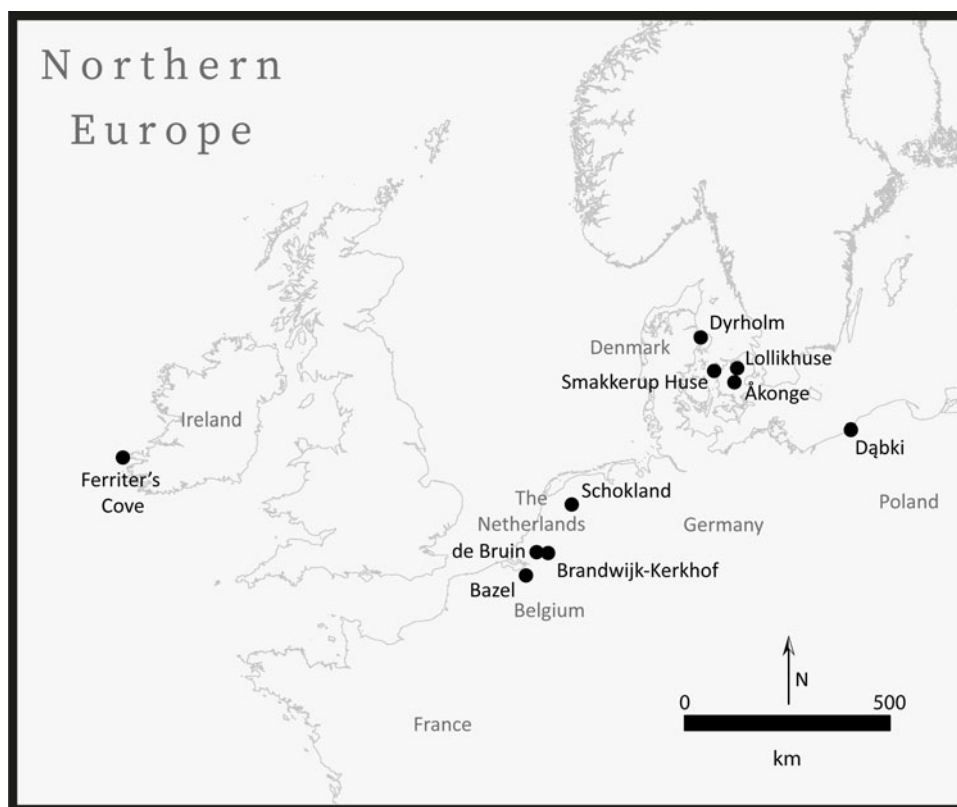 Northern
Europe
Dyrholm
Denmark
Lollikhuse
Smakkerup Huse
Åkonge
Ireland
Dąbki
Ferriter's
Cove
The
Netherlands
Schokland
Poland
Germany
de Bruin
Brandwijk-Kerkhof
Bazel
Belgium
N
0 500
km
France